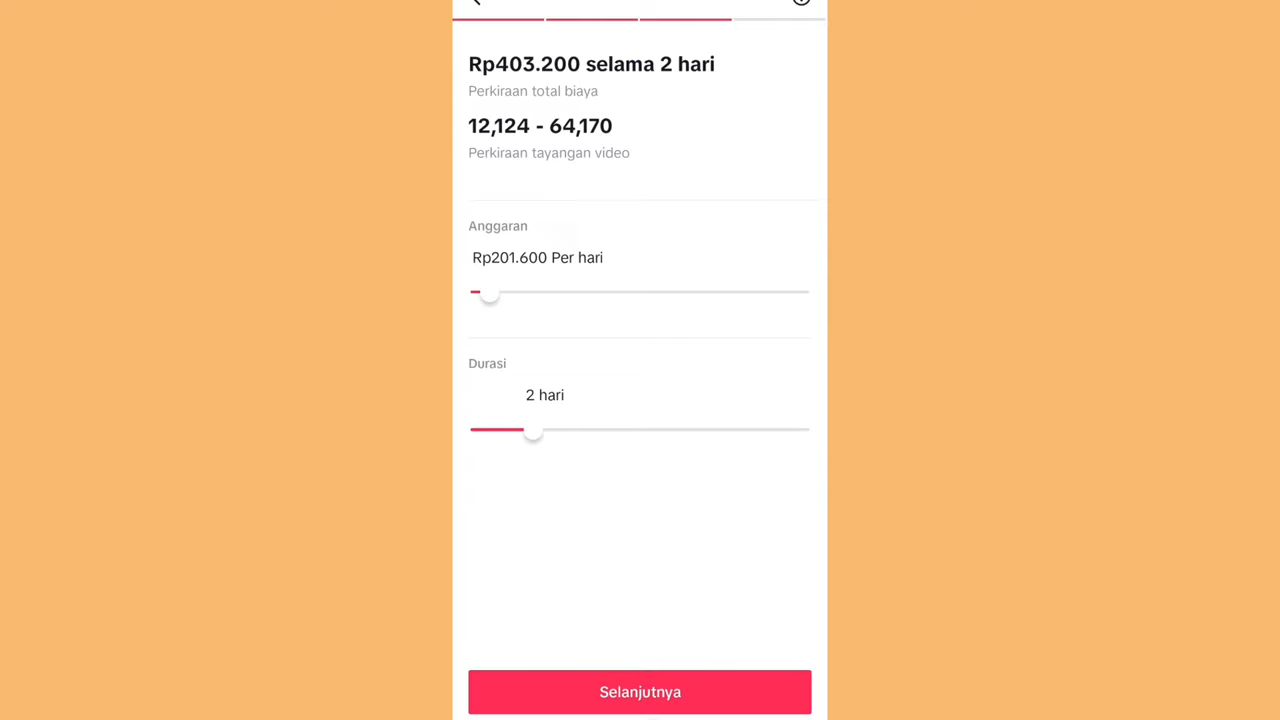 Rp403.200 selama 2 hari
Perkiraan total biaya
12,124 - 64,170
Perkiraan tayangan video
Anggaran
Rp201.600 Per hari
Durasi
2 hari
Selanjutnya